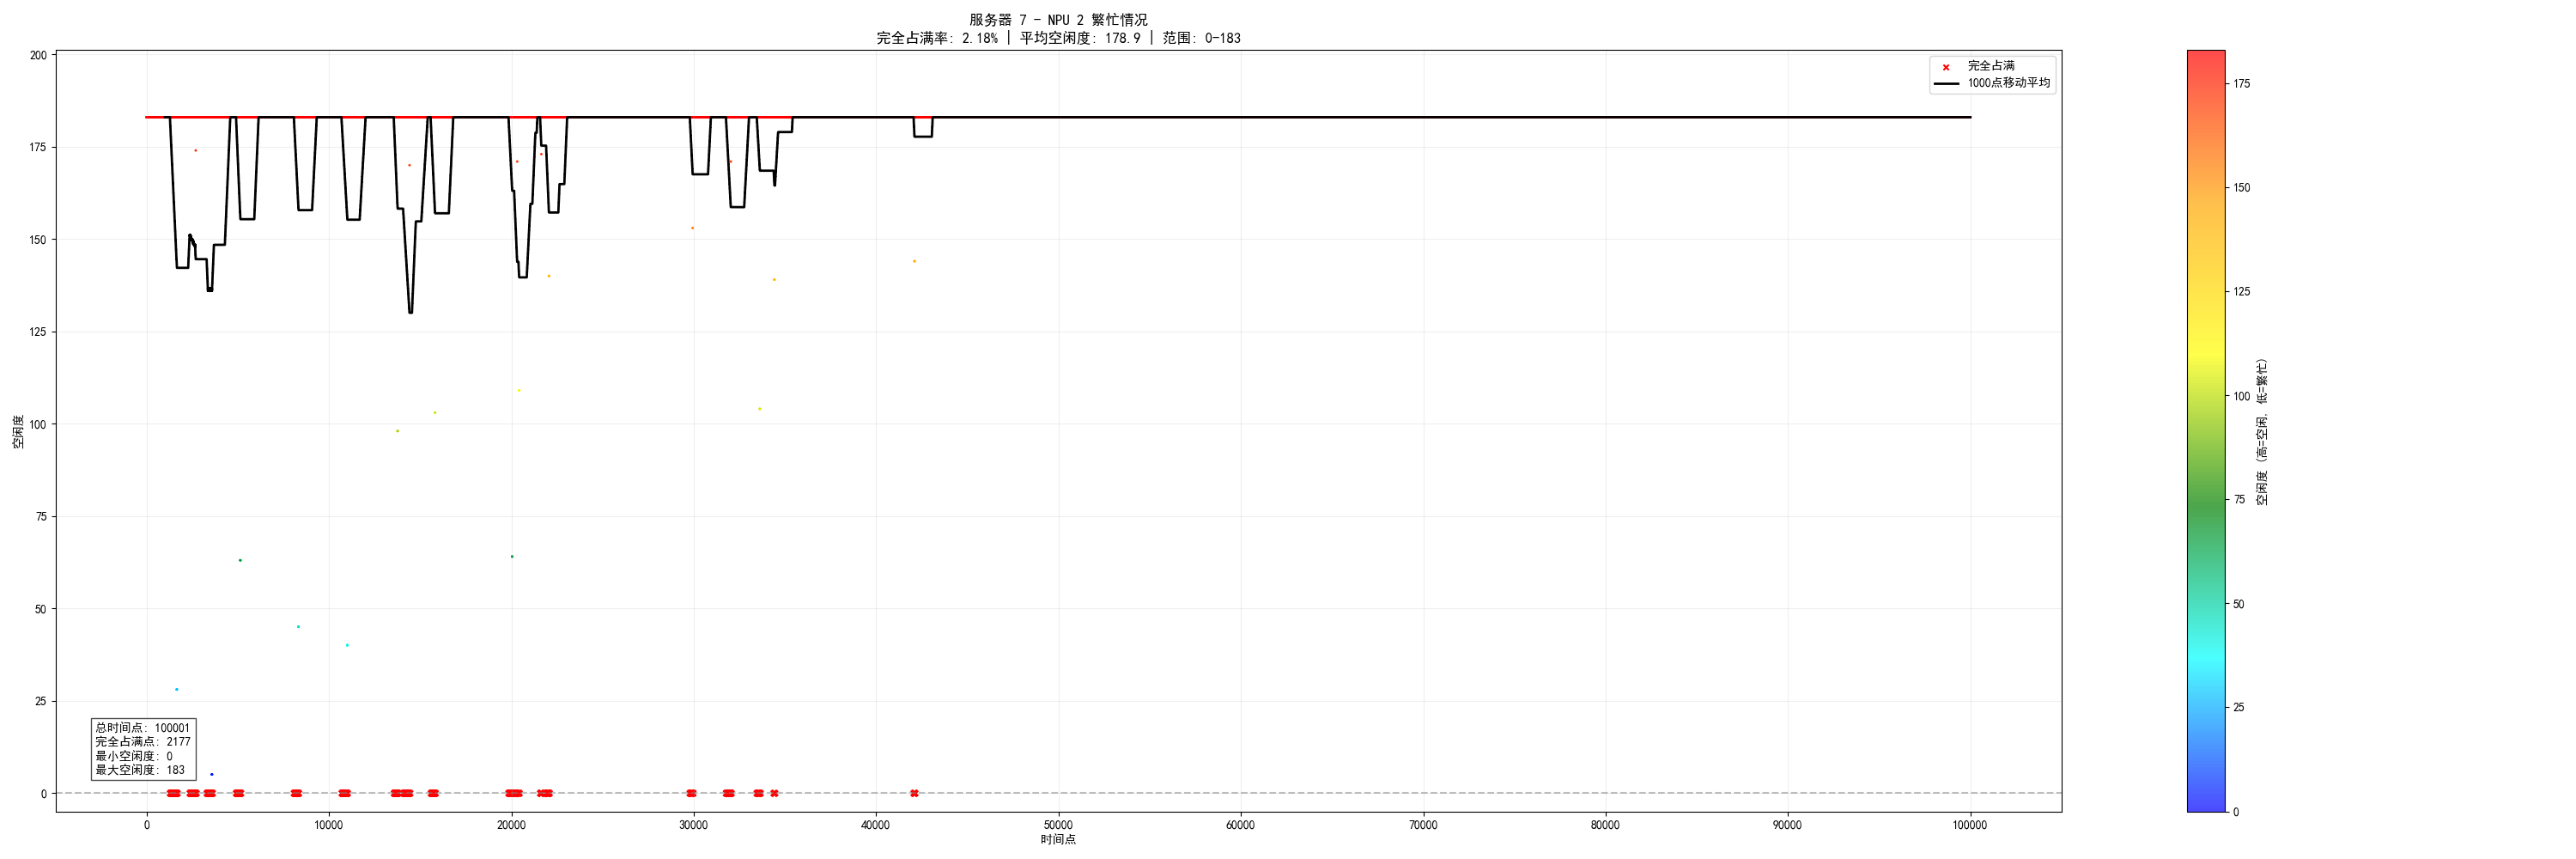 服务器 7 - NPU 2 繁忙情况
完全占满率: 2.18% | 平均空闲度: 178.9 | 范围: 0-183
完全占满
1000点移动平均
200
175
150
125
100
75
50
25
0
空闲度
总时间点: 100001
完全占满点: 2177
最小空闲度: 0
最大空闲度: 183
0
10000
20000
30000
40000
50000
60000
70000
80000
90000
100000
时间点
175
150
125
100
75
50
25
0
空闲度 (高=空闲, 低=繁忙)